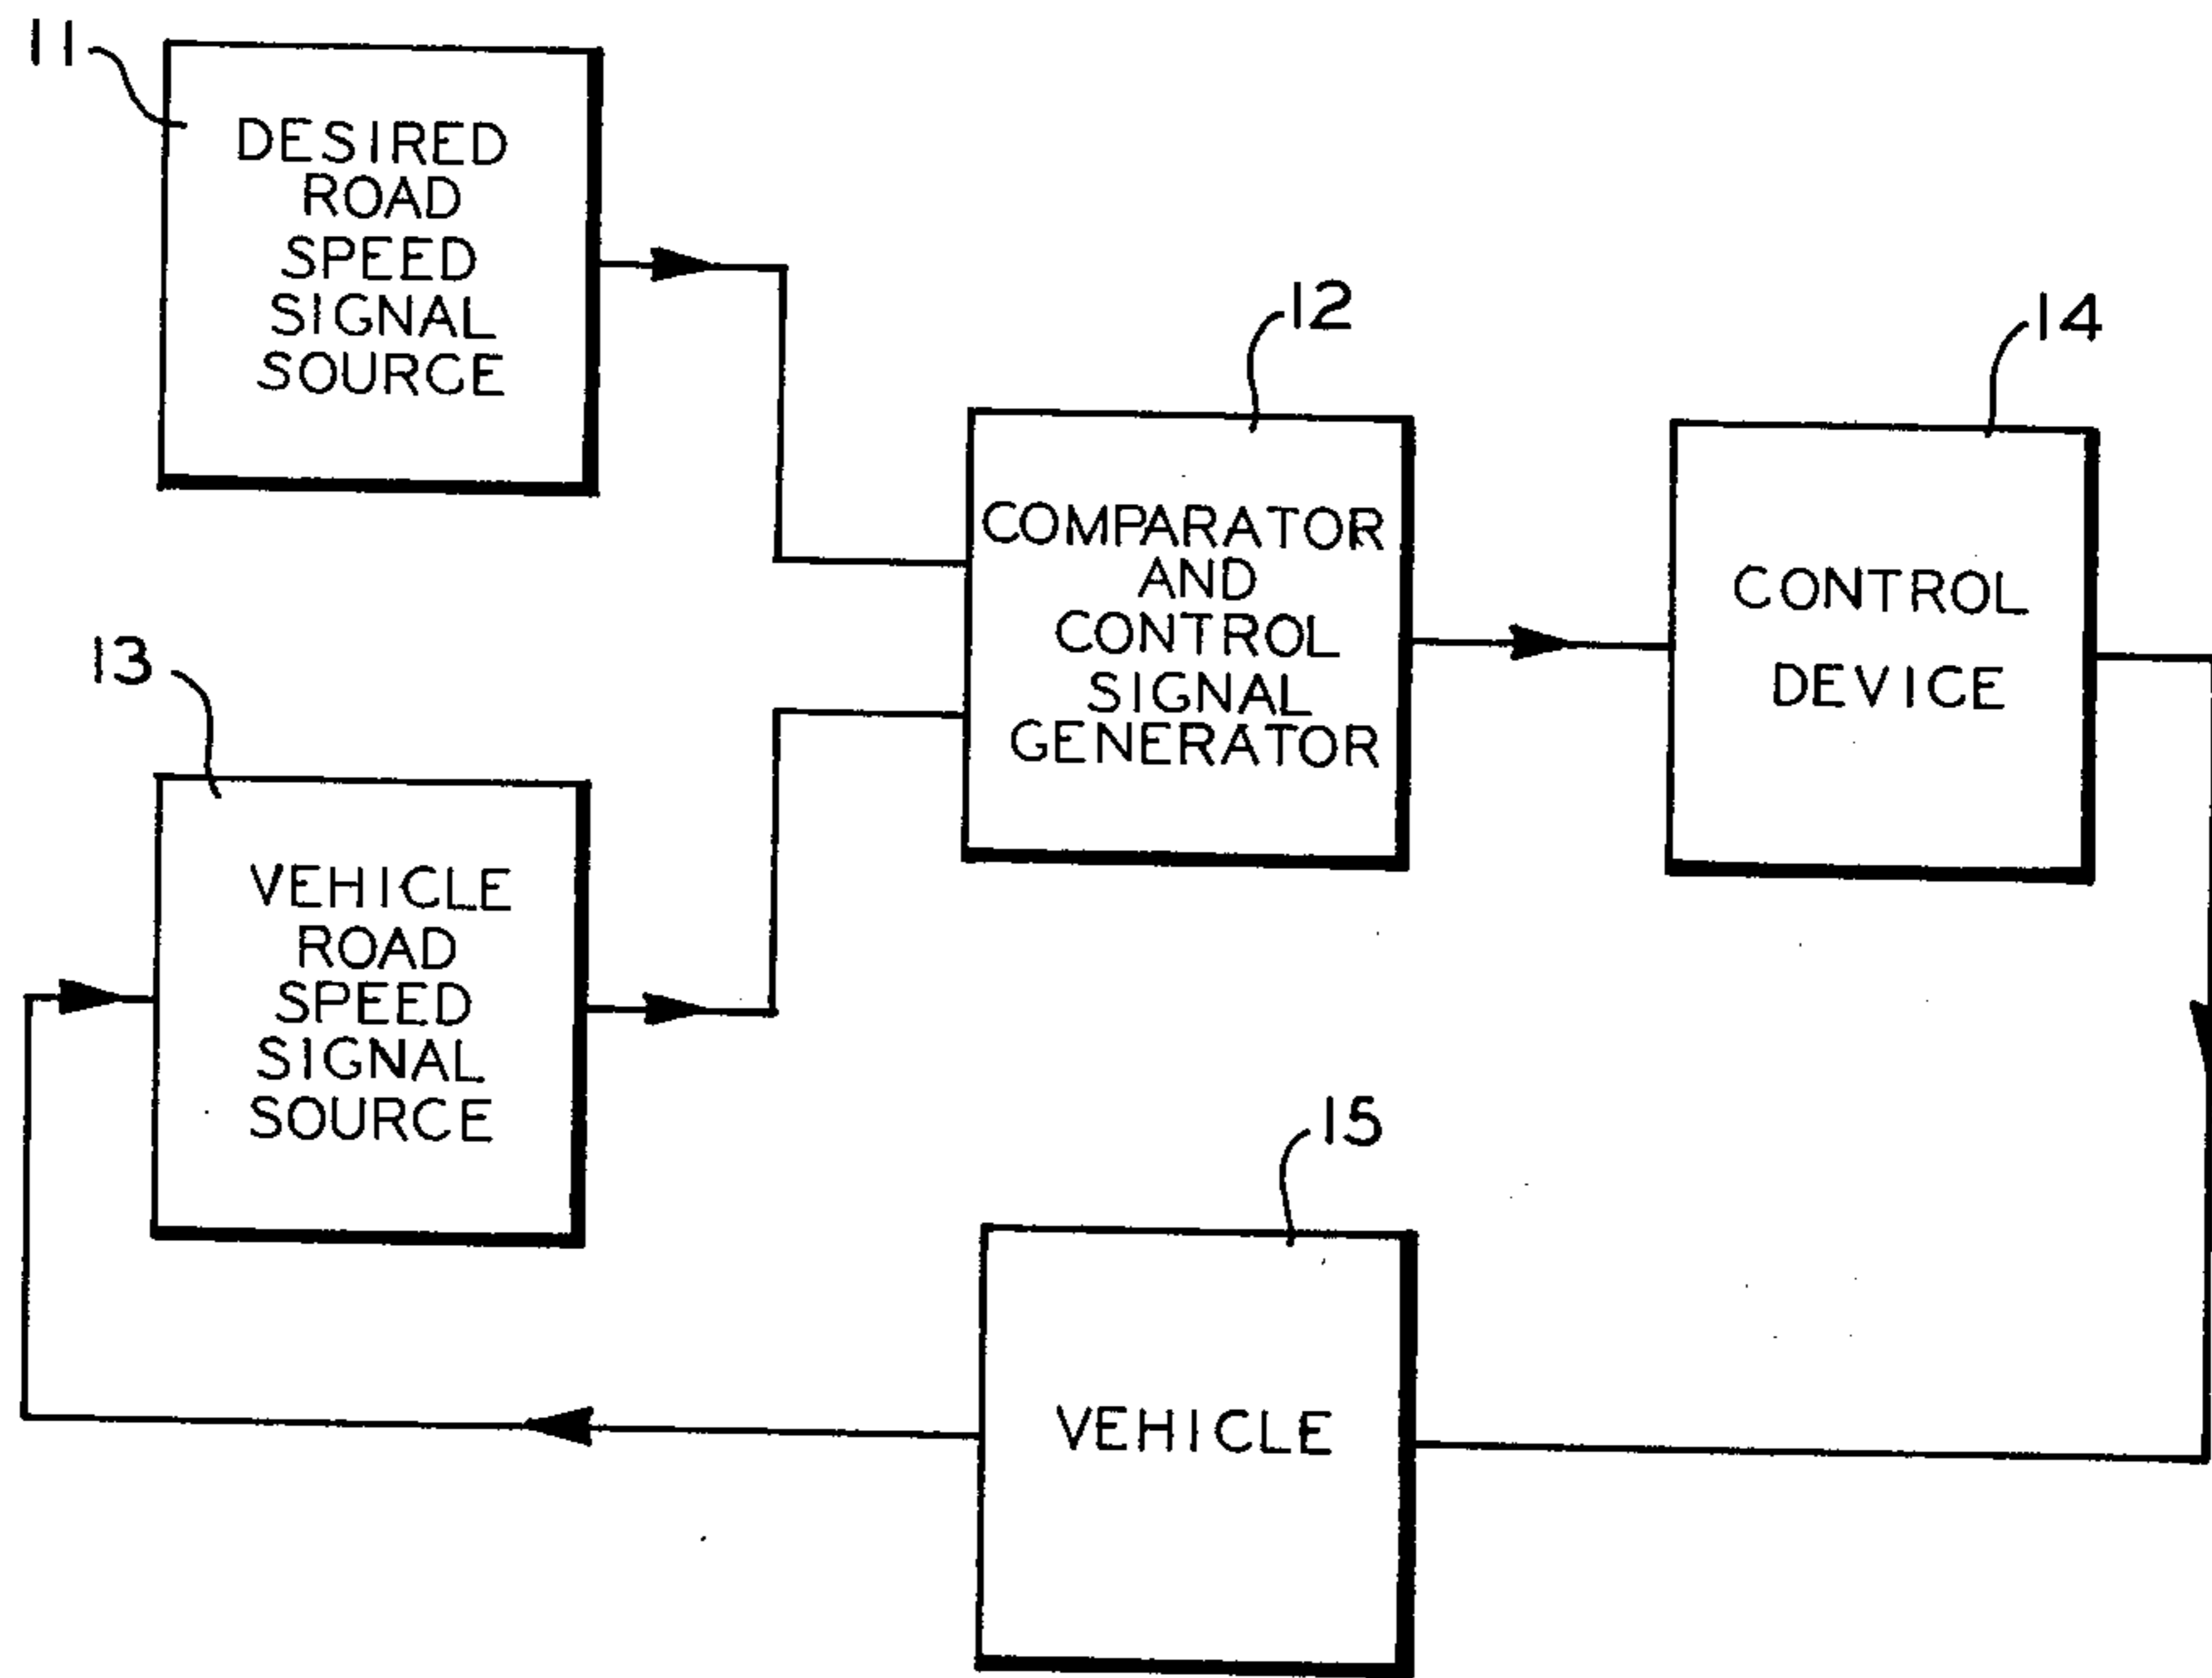 11
DESIRED
ROAD
SPEED
SIGNAL
SOURCE
12
COMPARATOR
AND
CONTROL
SIGNAL
GENERATOR
14
CONTROL
DEVICE
13
VEHICLE
ROAD
SPEED
SIGNAL
SOURCE
15
VEHICLE